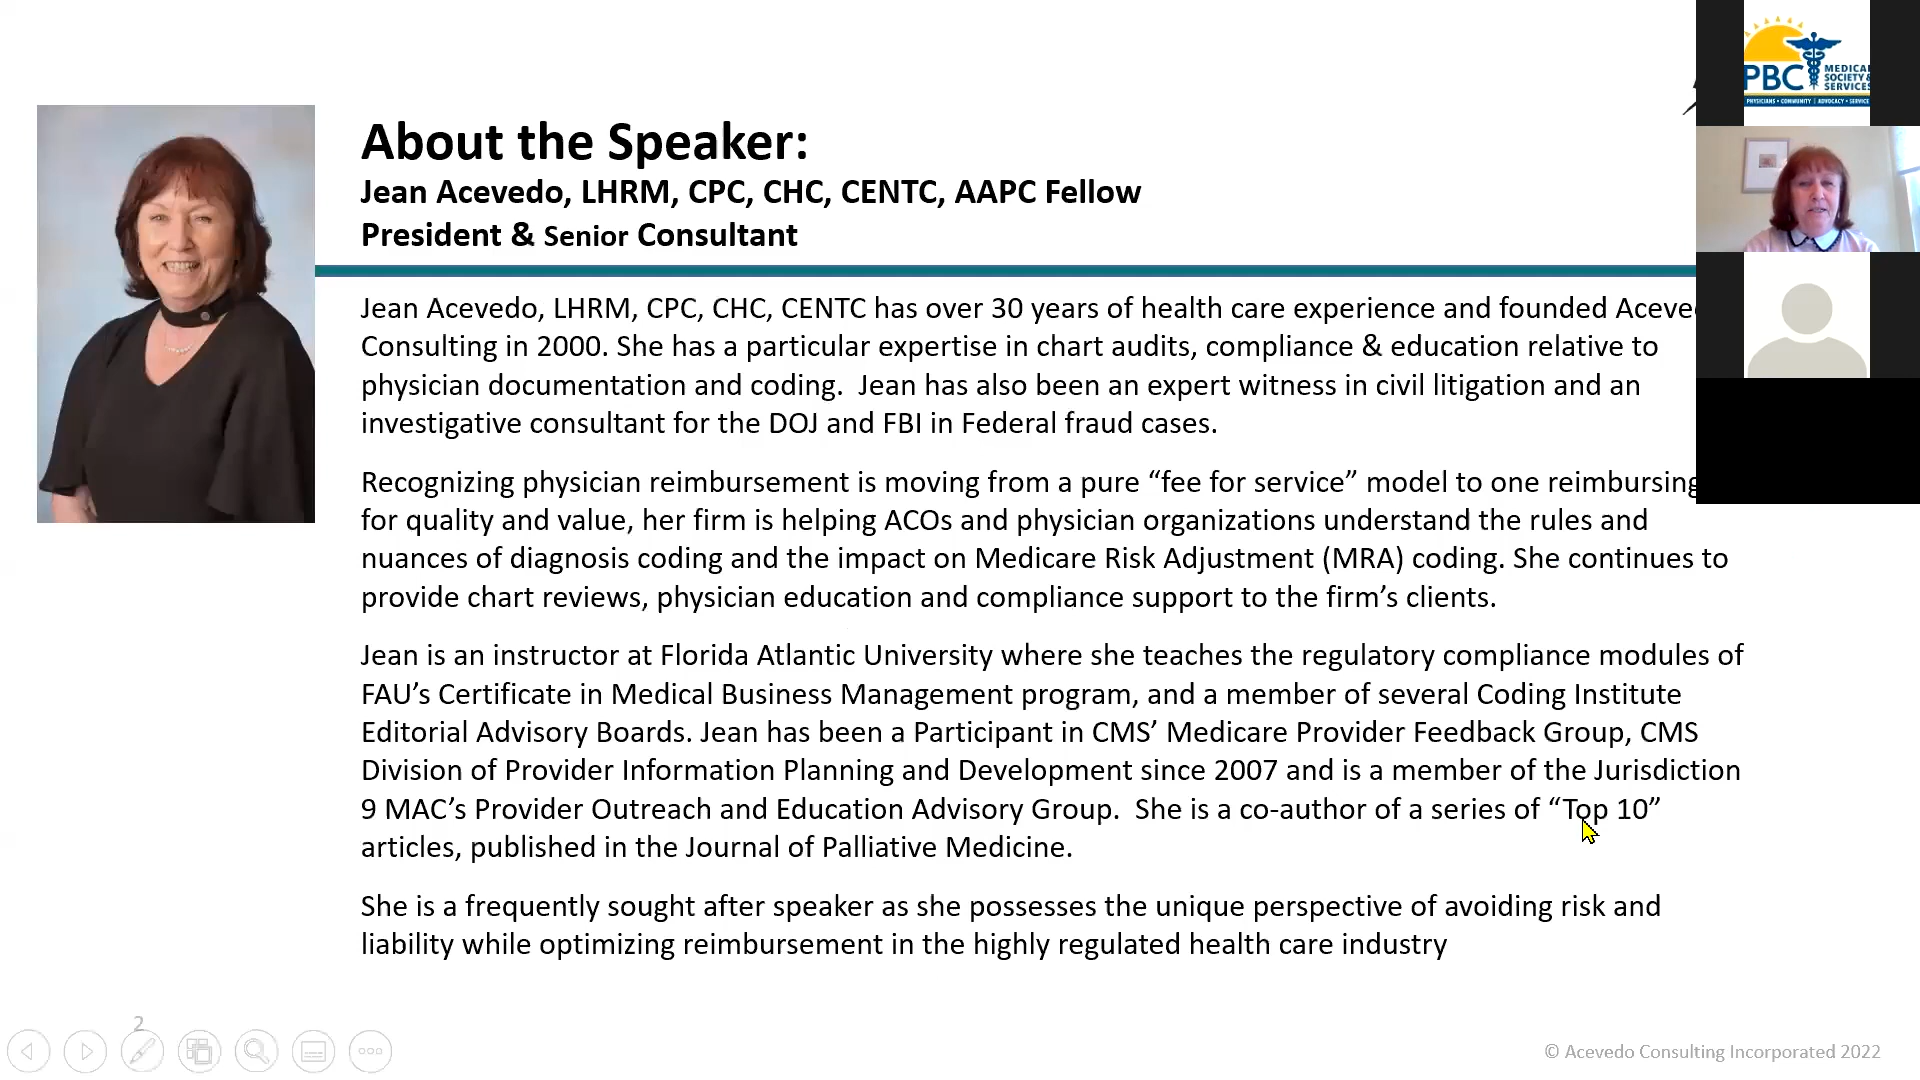 PBC MEDICAL
SOCIETY &
SERVICES
PHYSICIANS • COMMUNITY | ADVOCACY • SERVICE
About the Speaker:
Jean Acevedo, LHRM, CPC, CHC, CENTC, AAPC Fellow
President & Senior Consultant
Jean Acevedo, LHRM, CPC, CHC, CENTC has over 30 years of health care experience and founded
Consulting in 2000. She has a particular expertise in chart audits, compliance & education relative to
physician documentation and coding.  Jean has also been an expert witness in civil litigation and an
investigative consultant for the DOJ and FBI in Federal fraud cases.
Recognizing physician reimbursement is moving from a pure “fee for service” model to one reimbursing
for quality and value, her firm is helping ACOs and physician organizations understand the rules and
nuances of diagnosis coding and the impact on Medicare Risk Adjustment (MRA) coding. She continues to
provide chart reviews, physician education and compliance support to the firm’s clients.
Jean is an instructor at Florida Atlantic University where she teaches the regulatory compliance modules of
FAU’s Certificate in Medical Business Management program, and a member of several Coding Institute
Editorial Advisory Boards. Jean has been a Participant in CMS’ Medicare Provider Feedback Group, CMS
Division of Provider Information Planning and Development since 2007 and is a member of the Jurisdiction
9 MAC’s Provider Outreach and Education Advisory Group.  She is a co-author of a series of “Top 10”
articles, published in the Journal of Palliative Medicine.
She is a frequently sought after speaker as she possesses the unique perspective of avoiding risk and
liability while optimizing reimbursement in the highly regulated health care industry
2
© Acevedo Consulting Incorporated 2022